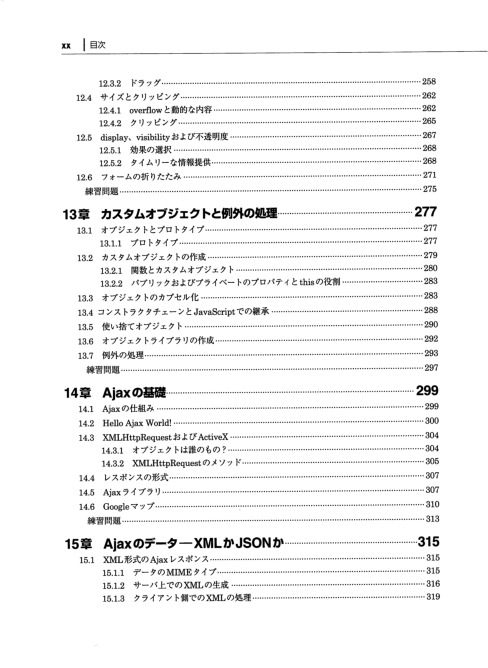 xx | 目次
12.3.2 ドラッグ 258
12.4 サイズとクリッピング 262
12.4.1 overflowと動的な内容 262
12.4.2 クリッピング 265
12.5 display、visibilityおよび不透明度 267
12.5.1 効果の選択 268
12.5.2 タイムリーな情報提供 268
12.6 フォームの折りたたみ 271
練習問題 275
13章 カスタムオブジェクトと例外の処理 277
13.1 オブジェクトとプロトタイプ 277
13.1.1 プロトタイプ 277
13.2 カスタムオブジェクトの作成 279
13.2.1 関数とカスタムオブジェクト 280
13.2.2 パブリックおよびプライベートのプロパティとthisの役割 283
13.3 オブジェクトのカプセル化 283
13.4 コンストラクタチェーンとJavaScriptでの継承 288
13.5 使い捨てオブジェクト 290
13.6 オブジェクトライブラリの作成 292
13.7 例外の処理 293
練習問題 297
14章 Ajaxの基礎 299
14.1 Ajaxの仕組み 299
14.2 Hello Ajax World! 300
14.3 XMLHttpRequestおよびActiveX 304
14.3.1 オブジェクトは誰のもの? 304
14.3.2 XMLHttpRequestのメソッド 305
14.4 レスポンスの形式 307
14.5 Ajaxライブラリ 307
14.6 Googleマップ 310
練習問題 313
15章 Ajaxのデータ—XMLかJSONか 315
15.1 XML形式のAjaxレスポンス 315
15.1.1 データのMIMEタイプ 315
15.1.2 サーバ上でのXMLの生成 316
15.1.3 クライアント側でのXMLの処理 319